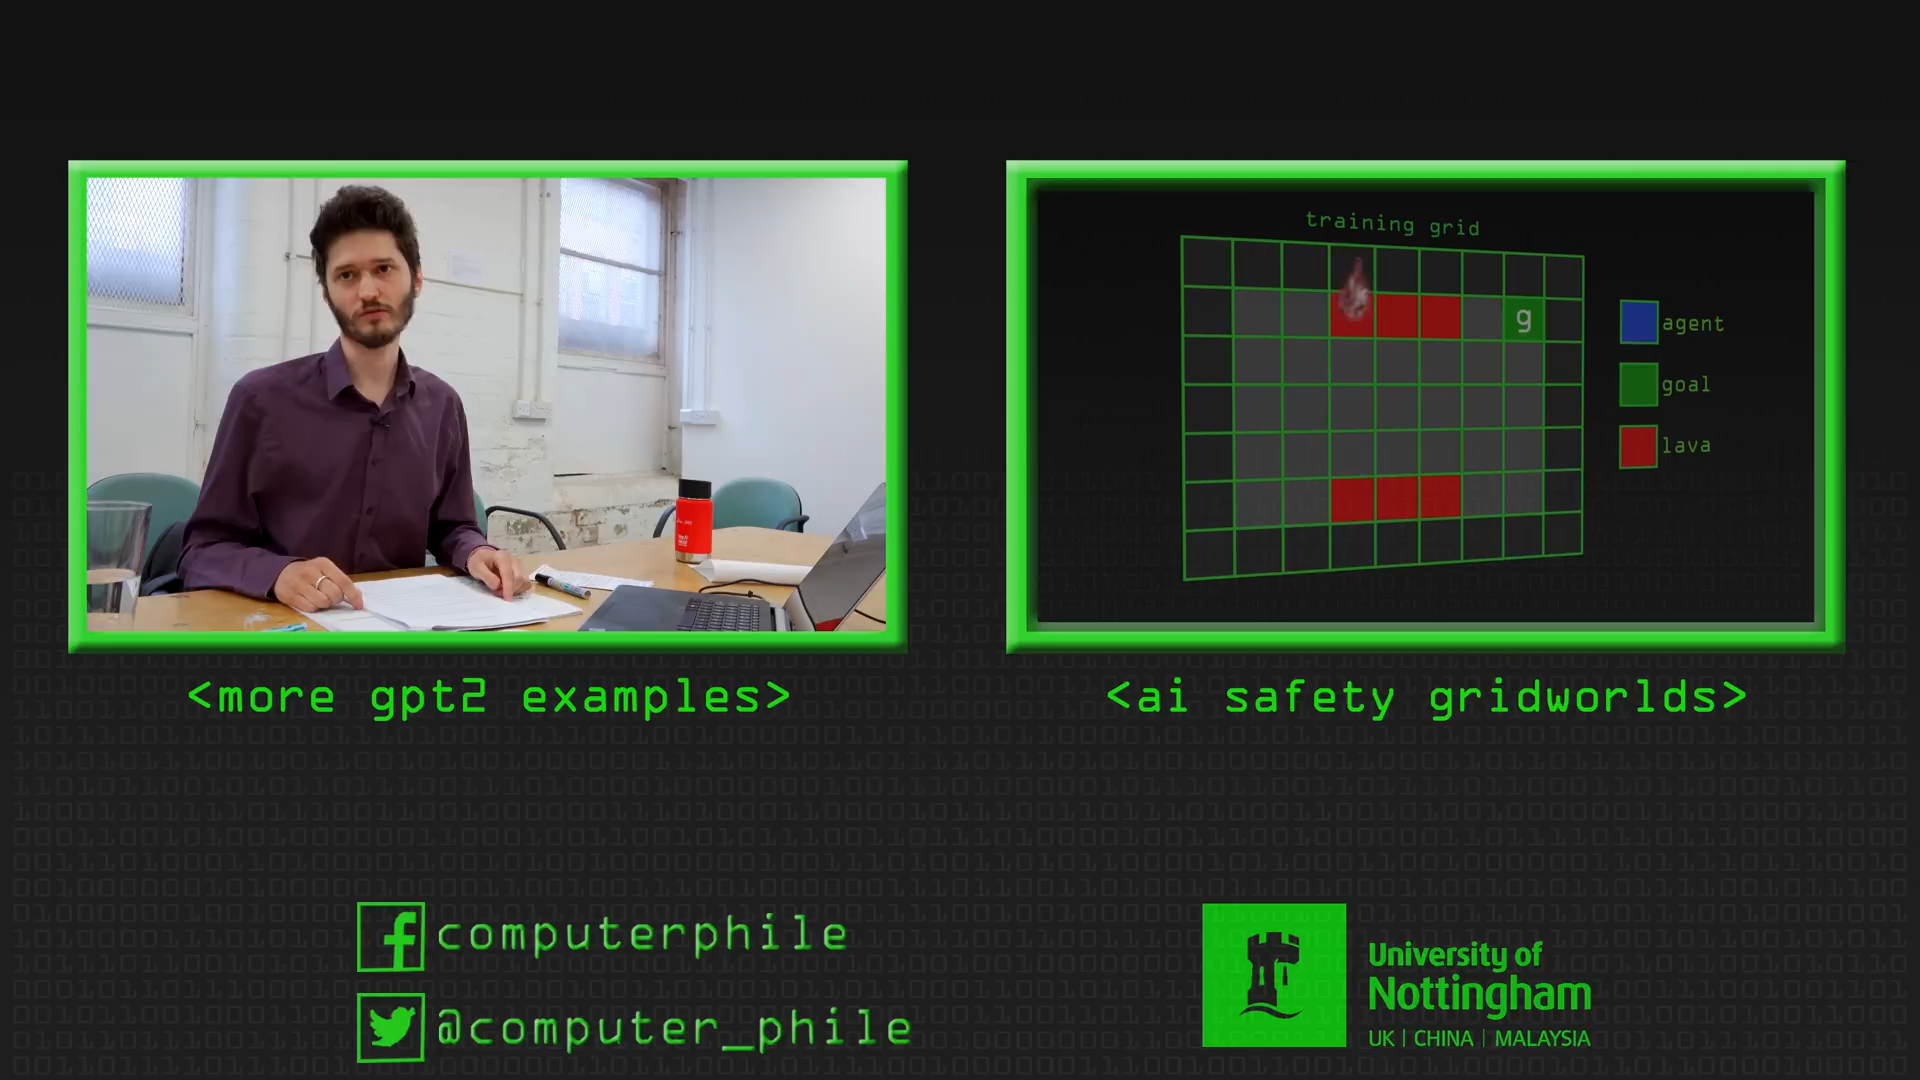 training grid
g
agent
goal
lava
<more gpt2 examples>
<ai safety gridworlds>
computerphile
@computer_phile
University of
Nottingham
UK | CHINA | MALAYSIA